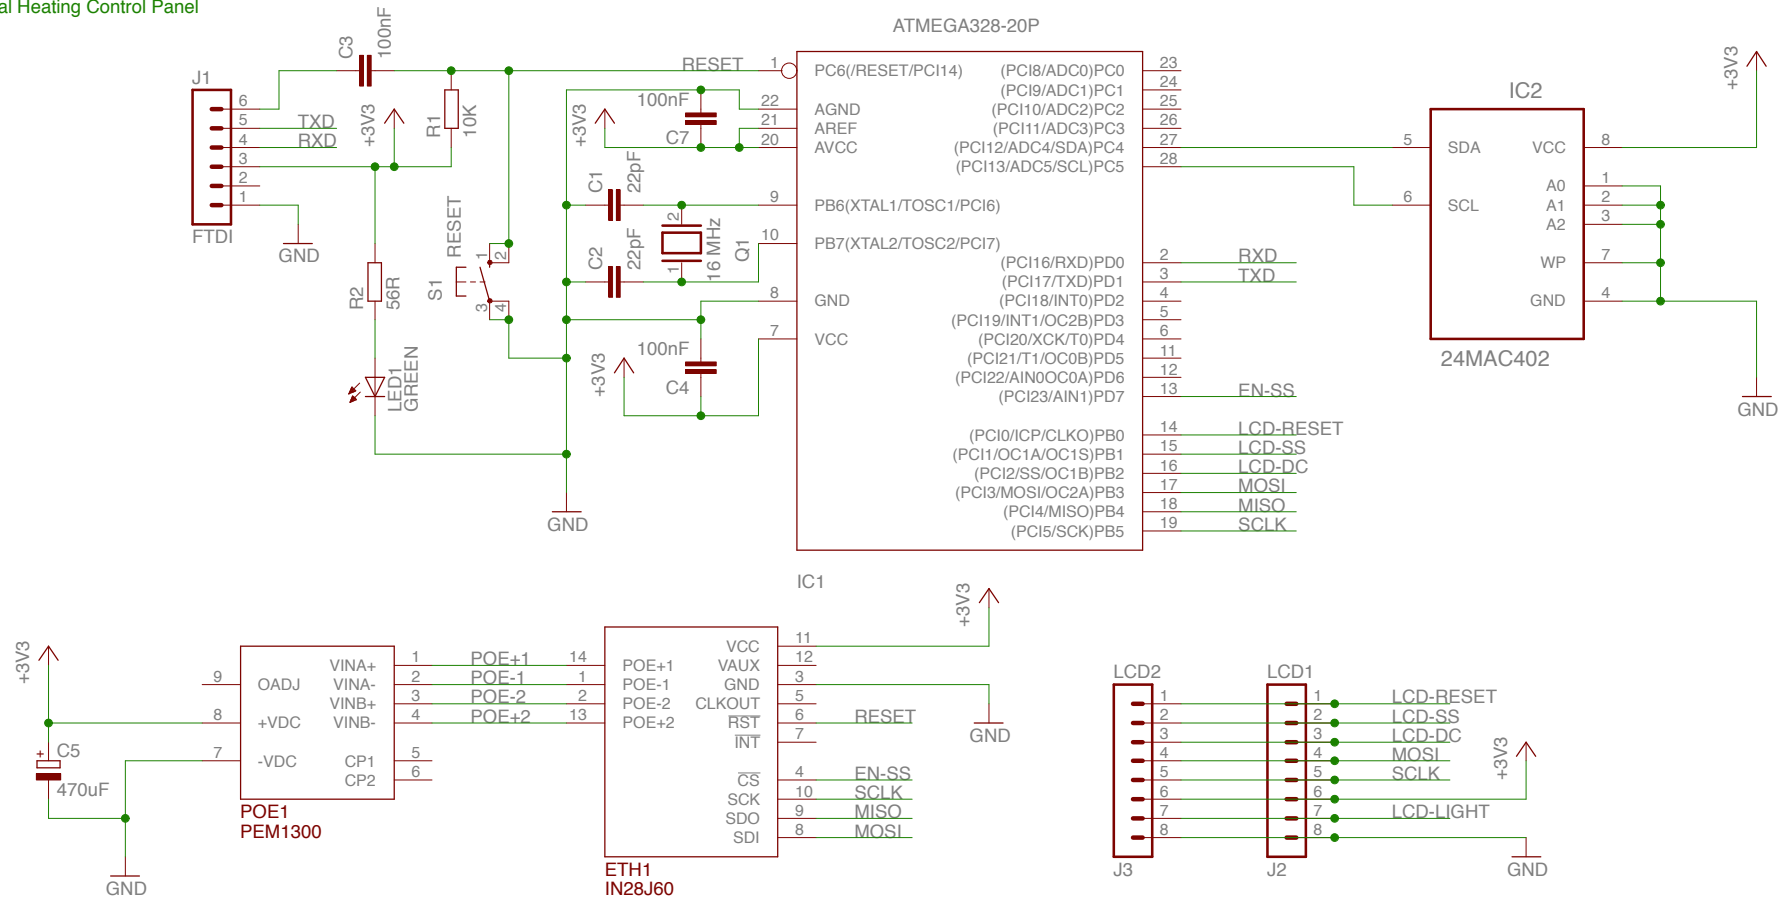 al Heating Control Panel
J1
6
5
4
3
2
1
FTDI
TXD
RXD
GND
C3
100nF
+3V3
R1
10K
R2
56R
LED1
GREEN
RESET
S1
1
2
3
4
RESET
+3V3
100nF
C7
C1
22pF
C2
22pF
2
1
16 MHz
Q1
100nF
C4
+3V3
GND
ATMEGA328-20P
1 PC6(/RESET/PCI14)
22 AGND
21 AREF
20 AVCC
9 PB6(XTAL1/TOSC1/PCI6)
10 PB7(XTAL2/TOSC2/PCI7)
8 GND
7 VCC
(PCI8/ADC0)PC0 23
(PCI9/ADC1)PC1 24
(PCI10/ADC2)PC2 25
(PCI11/ADC3)PC3 26
(PCI12/ADC4/SDA)PC4 27
(PCI13/ADC5/SCL)PC5 28
(PCI16/RXD)PD0 2 RXD
(PCI17/TXD)PD1 3 TXD
(PCI18/INT0)PD2 4
(PCI19/INT1/OC2B)PD3 5
(PCI20/XCK/T0)PD4 6
(PCI21/T1/OC0B)PD5 11
(PCI22/AIN0OC0A)PD6 12
(PCI23/AIN1)PD7 13 EN-SS
(PCI0/ICP/CLKO)PB0 14 LCD-RESET
(PCI1/OC1A/OC1S)PB1 15 LCD-SS
(PCI2/SS/OC1B)PB2 16 LCD-DC
(PCI3/MOSI/OC2A)PB3 17 MOSI
(PCI4/MISO)PB4 18 MISO
(PCI5/SCK)PB5 19 SCLK
IC1
IC2
5 SDA
6 SCL
VCC 8
A0 1
A1 2
A2 3
WP 7
GND 4
24MAC402
+3V3
GND
+3V3
C5
+
470uF
GND
9 OADJ
8 +VDC
7 -VDC
VINA+ 1 POE+1
VINA- 2 POE-1
VINB+ 3 POE-2
VINB- 4 POE+2
CP1 5
CP2 6
POE1
PEM1300
14 POE+1
1 POE-1
2 POE-2
13 POE+2
VCC 11
VAUX 12
GND 3
CLKOUT 5
RST 6 RESET
INT 7
CS 4 EN-SS
SCK 10 SCLK
SDO 9 MISO
SDI 8 MOSI
ETH1
IN28J60
+3V3
GND
LCD2
1
2
3
4
5
6
7
8
J3
LCD1
1 LCD-RESET
2 LCD-SS
3 LCD-DC
4 MOSI
5 SCLK
6
7 LCD-LIGHT
8
J2
+3V3
GND